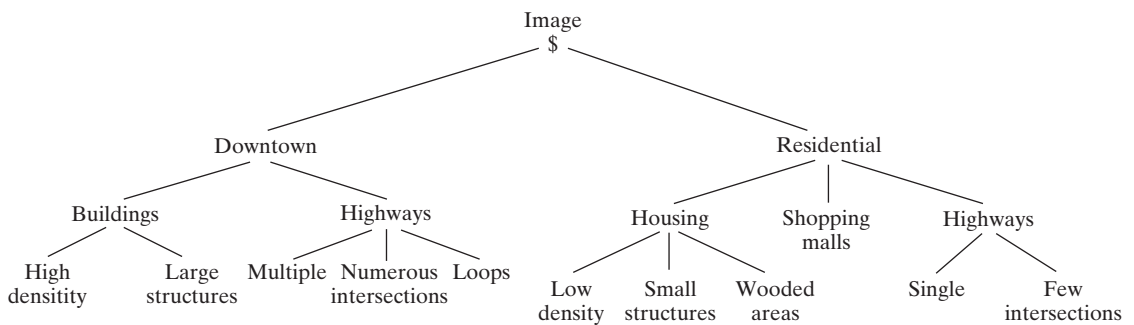 Image
$
Downtown
Residential
Buildings
Highways
Housing
Shopping
malls
Highways
High
densitity
Large
structures
Multiple
Numerous
intersections
Loops
Low
density
Small
structures
Wooded
areas
Single
Few
intersections